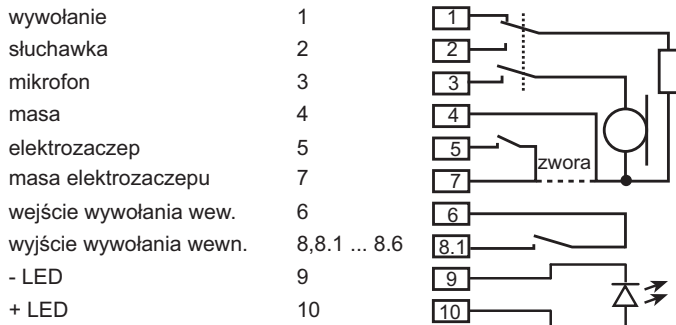 wywołanie 1 1
słuchawka 2 2
mikrofon 3 3
masa 4 4
elektrozaczep 5 5
zwora
masa elektrozaczepu 7 7
wejście wywołania wew. 6 6
wyjście wywołania wewn. 8,8.1 ... 8.6 8.1
- LED 9 9
+ LED 10 10